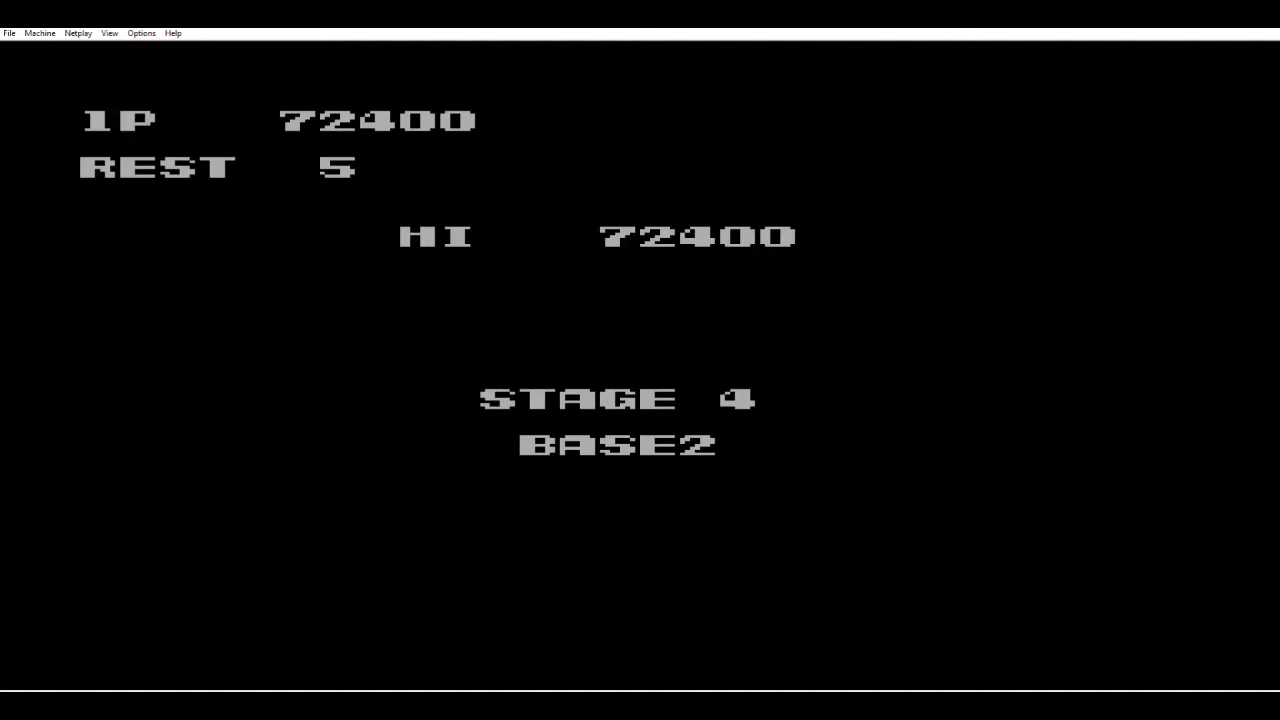 File Machine Netplay View Options Help
1P 72400
REST 5
HI 72400
STAGE 4
BASE2